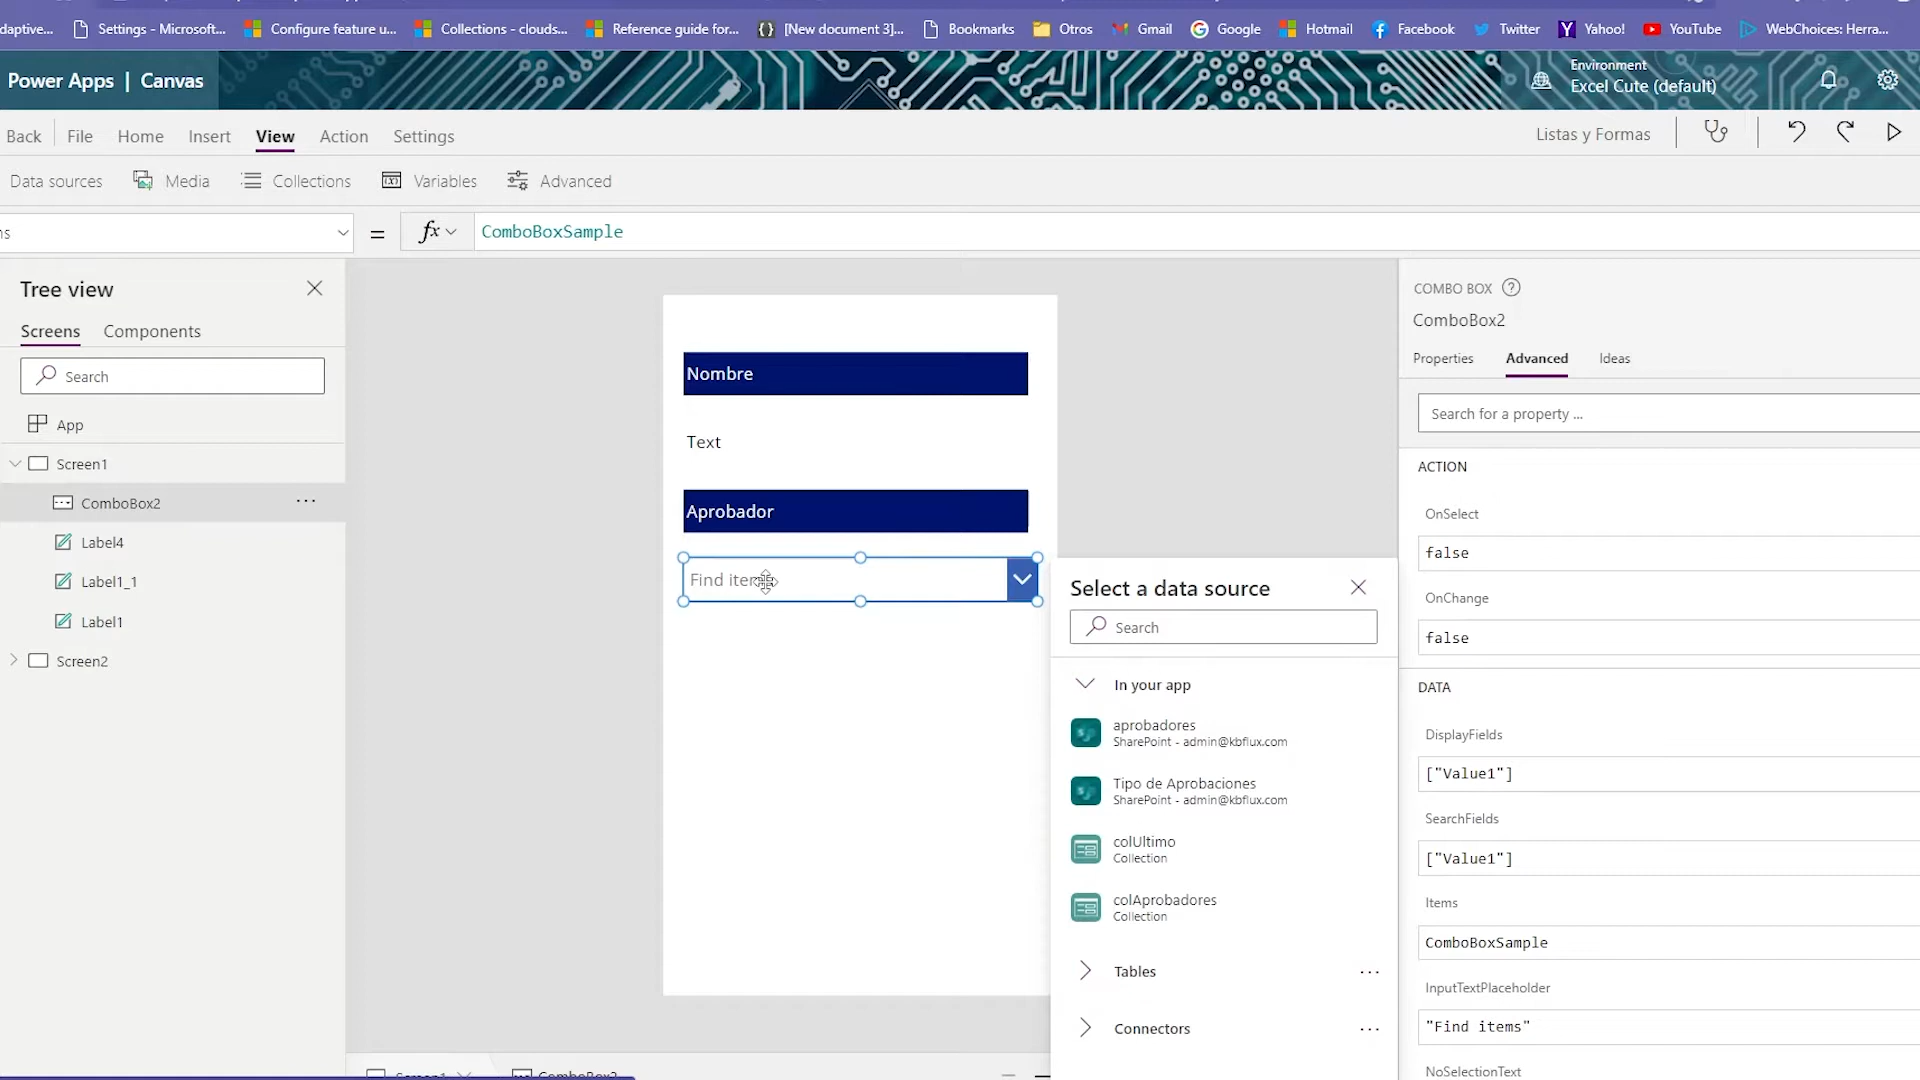 daptive...
Settings - Microsoft...
Configure feature u...
Collections - clouds...
Reference guide for...
[New document 3]...
Bookmarks
Otros
Gmail
Google
Hotmail
Facebook
Twitter
Yahoo!
YouTube
WebChoices: Herra...
Power Apps | Canvas
Environment
Excel Cute (default)
Back
File
Home
Insert
View
Action
Settings
Listas y Formas
Data sources
Media
Collections
Variables
Advanced
ns
=
fx
ComboBoxSample
Tree view
Screens
Components
Search
App
Screen1
ComboBox2
Label4
Label1_1
Label1
Screen2
Nombre
Text
Aprobador
Find items
Select a data source
Search
In your app
aprobadores
SharePoint - admin@kbflux.com
Tipo de Aprobaciones
SharePoint - admin@kbflux.com
colUltimo
Collection
colAprobadores
Collection
Tables
Connectors
COMBO BOX
ComboBox2
Properties
Advanced
Ideas
Search for a property ...
ACTION
OnSelect
false
OnChange
false
DATA
DisplayFields
["Value1"]
SearchFields
["Value1"]
Items
ComboBoxSample
InputTextPlaceholder
"Find items"
NoSelectionText
Screen1
ComboBox2